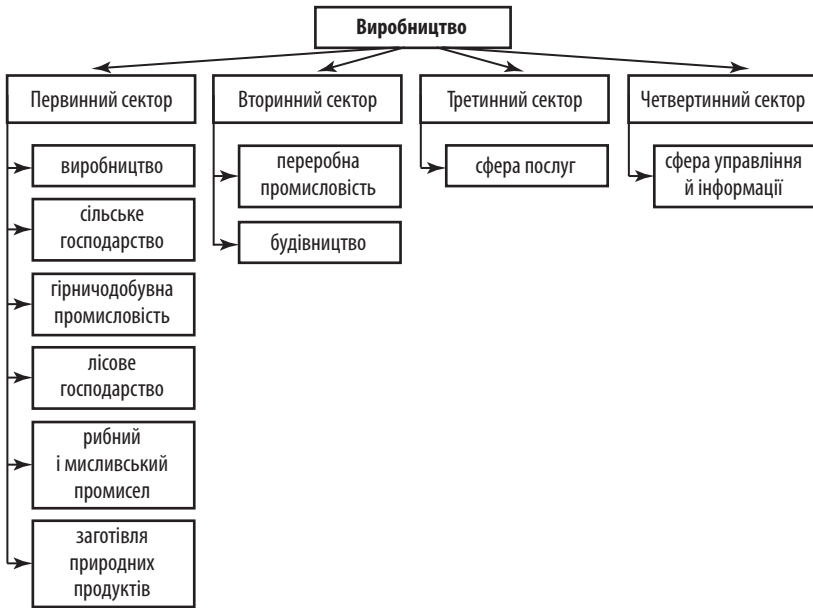 Виробництво
Первинний сектор
виробництво
сільське
господарство
гірничодобувна
промисловість
лісове
господарство
рибний
і мисливський
промисел
заготівля
природних
продуктів
Вторинний сектор
переробна
промисловість
будівництво
Третинний сектор
сфера послуг
Четвертинний сектор
сфера управління
й інформації